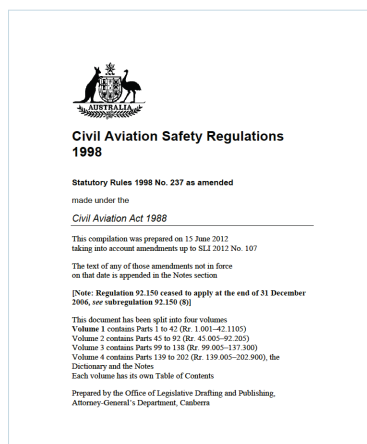 AUSTRALIA
Civil Aviation Safety Regulations
1998
Statutory Rules 1998 No. 237 as amended
made under the
Civil Aviation Act 1988
This compilation was prepared on 15 June 2012
taking into account amendments up to SLI 2012 No. 107
The text of any of those amendments not in force
on that date is appended in the Notes section
[Note: Regulation 92.150 ceased to apply at the end of 31 December
2006, see subregulation 92.150 (8)]
This document has been split into four volumes
Volume 1 contains Parts 1 to 42 (Rr. 1.001–42.1105)
Volume 2 contains Parts 45 to 92 (Rr. 45.005–92.205)
Volume 3 contains Parts 99 to 138 (Rr. 99.005–137.300)
Volume 4 contains Parts 139 to 202 (Rr. 139.005–202.900), the
Dictionary and the Notes
Each volume has its own Table of Contents
Prepared by the Office of Legislative Drafting and Publishing,
Attorney-General’s Department, Canberra